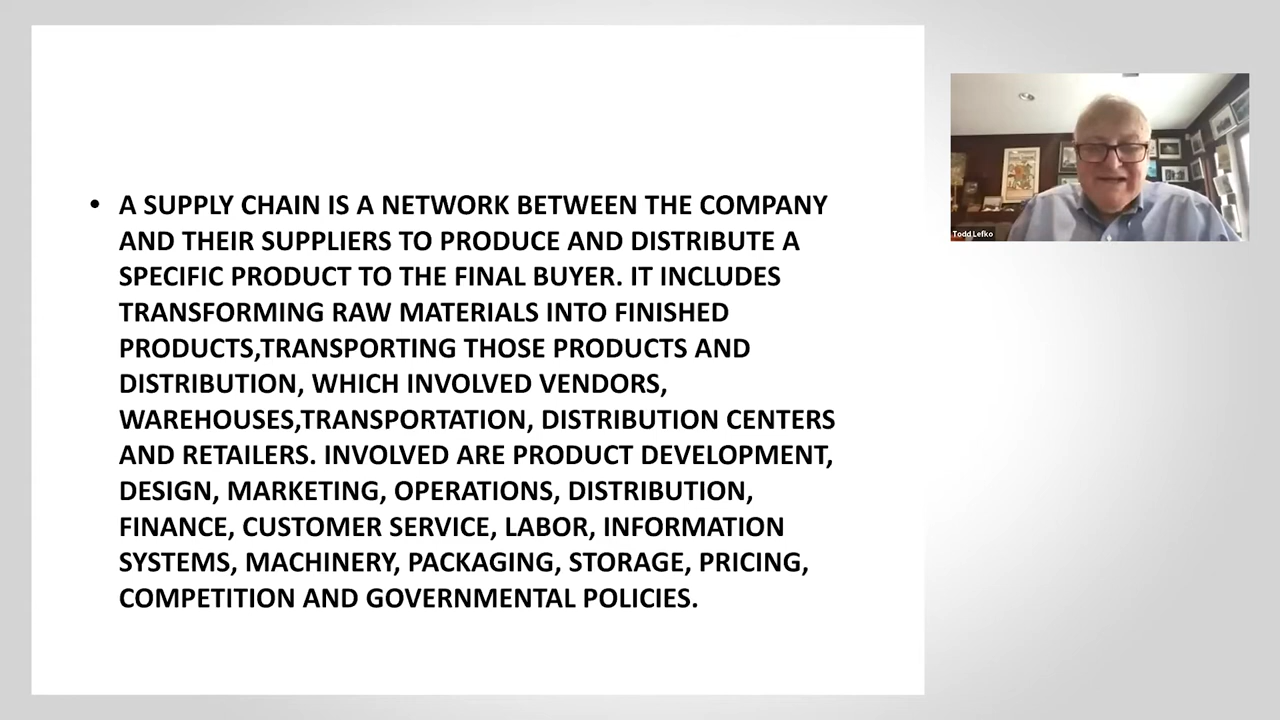 • A SUPPLY CHAIN IS A NETWORK BETWEEN THE COMPANY
AND THEIR SUPPLIERS TO PRODUCE AND DISTRIBUTE A
SPECIFIC PRODUCT TO THE FINAL BUYER. IT INCLUDES
TRANSFORMING RAW MATERIALS INTO FINISHED
PRODUCTS,TRANSPORTING THOSE PRODUCTS AND
DISTRIBUTION, WHICH INVOLVED VENDORS,
WAREHOUSES,TRANSPORTATION, DISTRIBUTION CENTERS
AND RETAILERS. INVOLVED ARE PRODUCT DEVELOPMENT,
DESIGN, MARKETING, OPERATIONS, DISTRIBUTION,
FINANCE, CUSTOMER SERVICE, LABOR, INFORMATION
SYSTEMS, MACHINERY, PACKAGING, STORAGE, PRICING,
COMPETITION AND GOVERNMENTAL POLICIES.
Todd Lefko